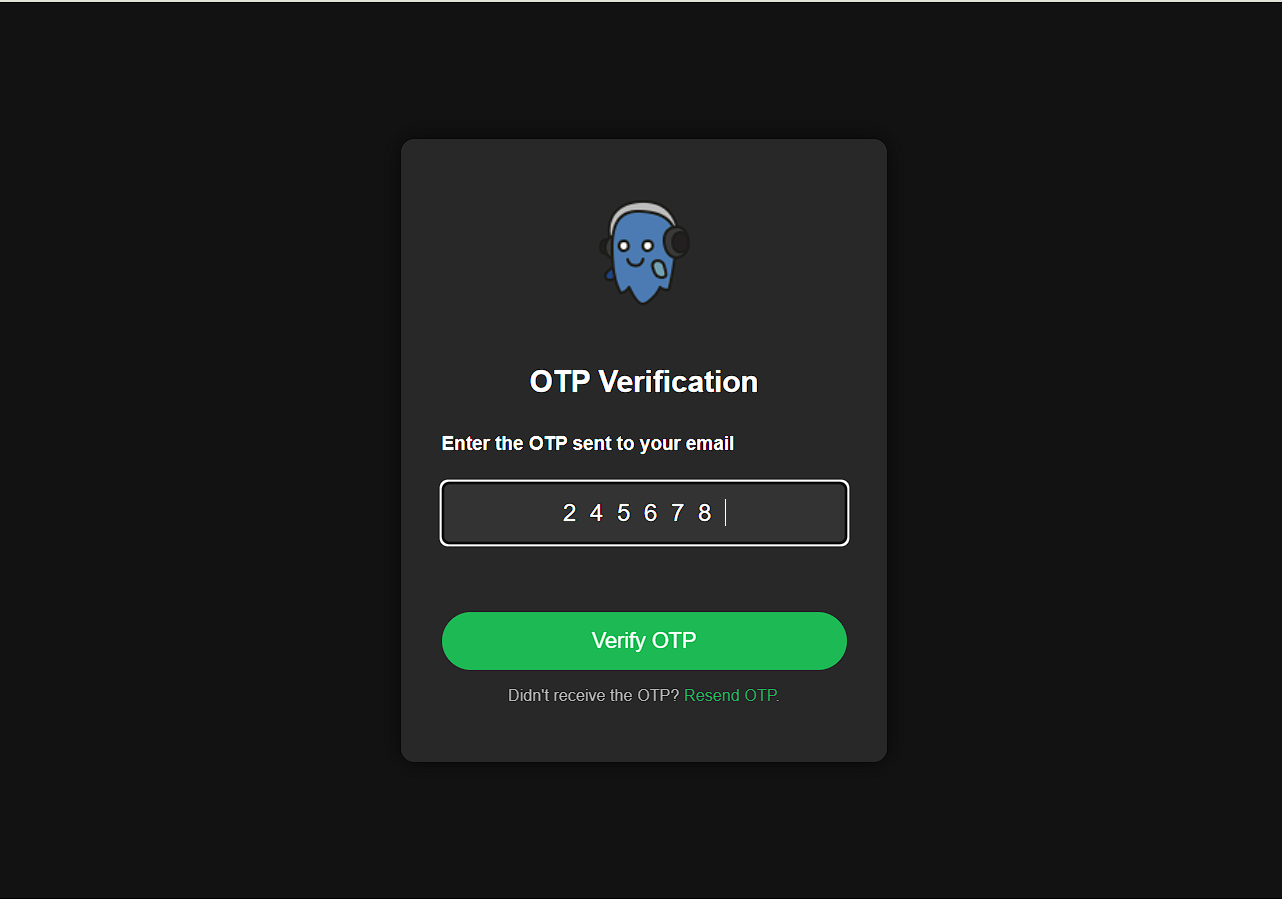 OTP Verification
Enter the OTP sent to your email
2 4 5 6 7 8
Verify OTP
Didn't receive the OTP? Resend OTP.